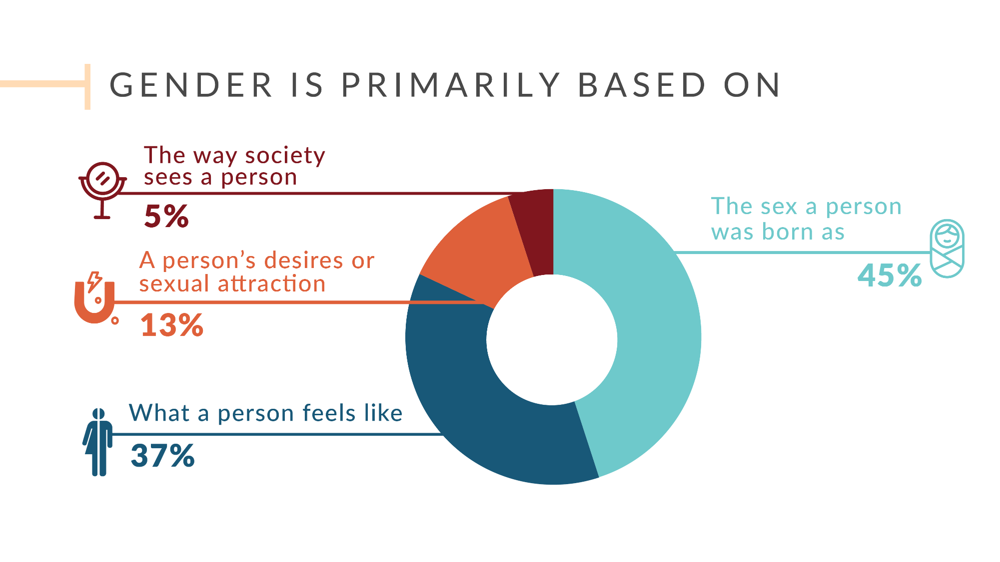 GENDER IS PRIMARILY BASED ON
The way society
sees a person
5%
A person’s desires or
sexual attraction
13%
What a person feels like
37%
The sex a person
was born as
45%